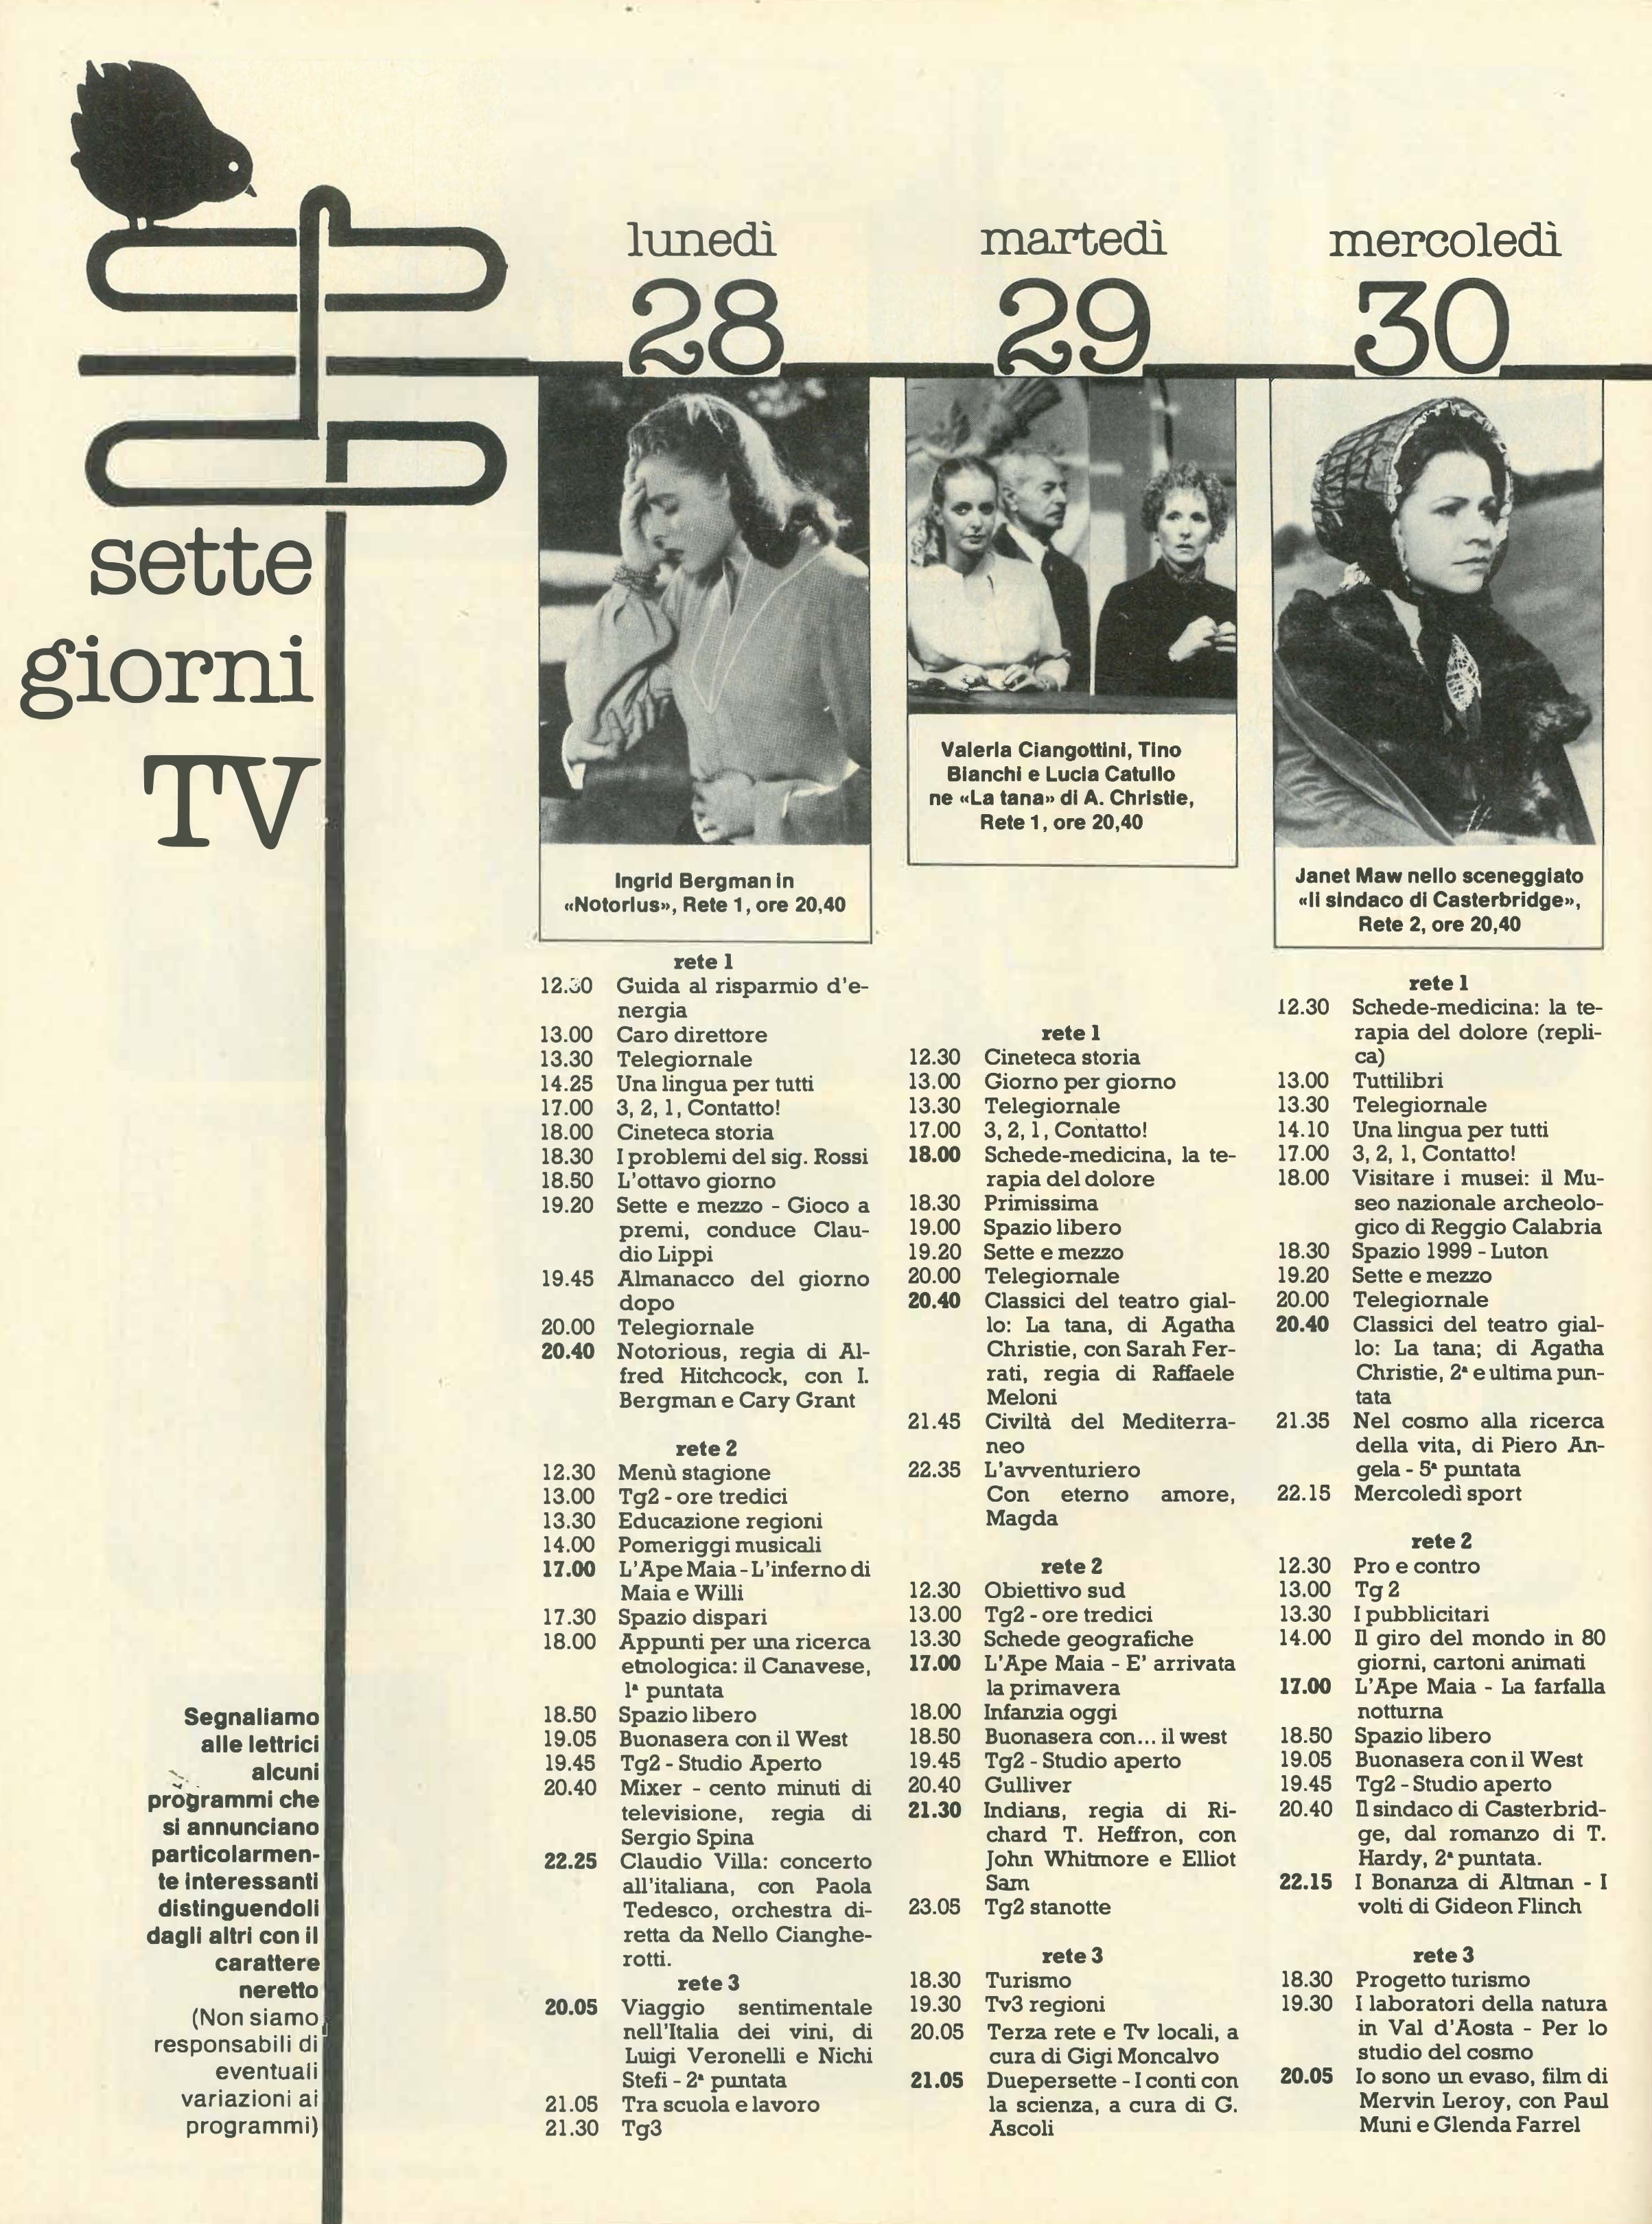 sette
giorni
TV
Segnaliamo
alle lettrici
alcuni
programmi che
si annunciano
particolarmen-
te interessanti
distinguendoli
dagli altri con il
carattere
neretto
(Non siamo
responsabili di
eventuali
variazioni ai
programmi)
lunedì
28
Ingrid Bergman in
«Notorius», Rete 1, ore 20,40
rete 1
12.30 Guida al risparmio d'e-
nergia
13.00 Caro direttore
13.30 Telegiornale
14.25 Una lingua per tutti
17.00 3, 2, 1, Contatto!
18.00 Cineteca storia
18.30 I problemi del sig. Rossi
18.50 L'ottavo giorno
19.20 Sette e mezzo - Gioco a
premi, conduce Clau-
dio Lippi
19.45 Almanacco del giorno
dopo
20.00 Telegiornale
20.40 Notorious, regia di Al-
fred Hitchcock, con I.
Bergman e Cary Grant
rete 2
12.30 Menù stagione
13.00 Tg2 - ore tredici
13.30 Educazione regioni
14.00 Pomeriggi musicali
17.00 L'Ape Maia - L'inferno di
Maia e Willi
17.30 Spazio dispari
18.00 Appunti per una ricerca
etnologica: il Canavese,
1ª puntata
18.50 Spazio libero
19.05 Buonasera con il West
19.45 Tg2 - Studio Aperto
20.40 Mixer - cento minuti di
televisione, regia di
Sergio Spina
22.25 Claudio Villa: concerto
all'italiana, con Paola
Tedesco, orchestra di-
retta da Nello Cianghe-
rotti.
rete 3
20.05 Viaggio sentimentale
nell'Italia dei vini, di
Luigi Veronelli e Nichi
Stefi - 2ª puntata
21.05 Tra scuola e lavoro
21.30 Tg3
martedì
29
Valeria Ciangottini, Tino
Bianchi e Lucia Catullo
ne «La tana» di A. Christie,
Rete 1, ore 20,40
rete 1
12.30 Cineteca storia
13.00 Giorno per giorno
13.30 Telegiornale
17.00 3, 2, 1, Contatto!
18.00 Schede-medicina, la te-
rapia del dolore
18.30 Primissima
19.00 Spazio libero
19.20 Sette e mezzo
20.00 Telegiornale
20.40 Classici del teatro gial-
lo: La tana, di Agatha
Christie, con Sarah Fer-
rati, regia di Raffaele
Meloni
21.45 Civiltà del Mediterra-
neo
22.35 L'avventuriero
Con eterno amore,
Magda
rete 2
12.30 Obiettivo sud
13.00 Tg2 - ore tredici
13.30 Schede geografiche
17.00 L'Ape Maia - E' arrivata
la primavera
18.00 Infanzia oggi
18.50 Buonasera con... il west
19.45 Tg2 - Studio aperto
20.40 Gulliver
21.30 Indians, regia di Ri-
chard T. Heffron, con
John Whitmore e Elliot
Sam
23.05 Tg2 stanotte
rete 3
18.30 Turismo
19.30 Tv3 regioni
20.05 Terza rete e Tv locali, a
cura di Gigi Moncalvo
21.05 Duepersette - I conti con
la scienza, a cura di G.
Ascoli
mercoledì
30
Janet Maw nello sceneggiato
«Il sindaco di Casterbridge»,
Rete 2, ore 20,40
rete 1
12.30 Schede-medicina: la te-
rapia del dolore (repli-
ca)
13.00 Tuttilibri
13.30 Telegiornale
14.10 Una lingua per tutti
17.00 3, 2, 1, Contatto!
18.00 Visitare i musei: il Mu-
seo nazionale archeolo-
gico di Reggio Calabria
18.30 Spazio 1999 - Luton
19.20 Sette e mezzo
20.00 Telegiornale
20.40 Classici del teatro gial-
lo: La tana; di Agatha
Christie, 2ª e ultima pun-
tata
21.35 Nel cosmo alla ricerca
della vita, di Piero An-
gela - 5ª puntata
22.15 Mercoledì sport
rete 2
12.30 Pro e contro
13.00 Tg 2
13.30 I pubblicitari
14.00 Il giro del mondo in 80
giorni, cartoni animati
17.00 L'Ape Maia - La farfalla
notturna
18.50 Spazio libero
19.05 Buonasera con il West
19.45 Tg2 - Studio aperto
20.40 Il sindaco di Casterbrid-
ge, dal romanzo di T.
Hardy, 2ª puntata.
22.15 I Bonanza di Altman - I
volti di Gideon Flinch
rete 3
18.30 Progetto turismo
19.30 I laboratori della natura
in Val d'Aosta - Per lo
studio del cosmo
20.05 Io sono un evaso, film di
Mervin Leroy, con Paul
Muni e Glenda Farrel